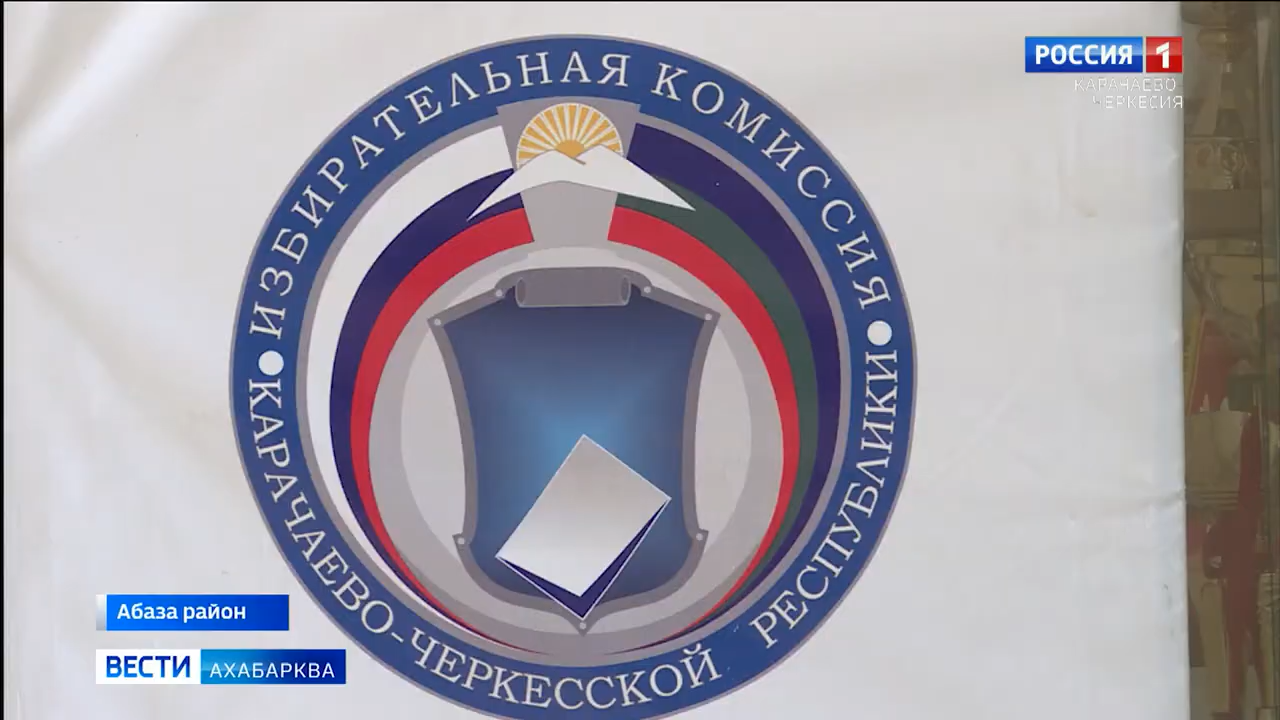 РОССИЯ 1
КАРАЧАЕВО-
ЧЕРКЕСИЯ
ИЗБИРАТЕЛЬНАЯ КОМИССИЯ
КАРАЧАЕВО-ЧЕРКЕССКОЙ РЕСПУБЛИКИ
Абаза район
ВЕСТИ АХАБАРКВА